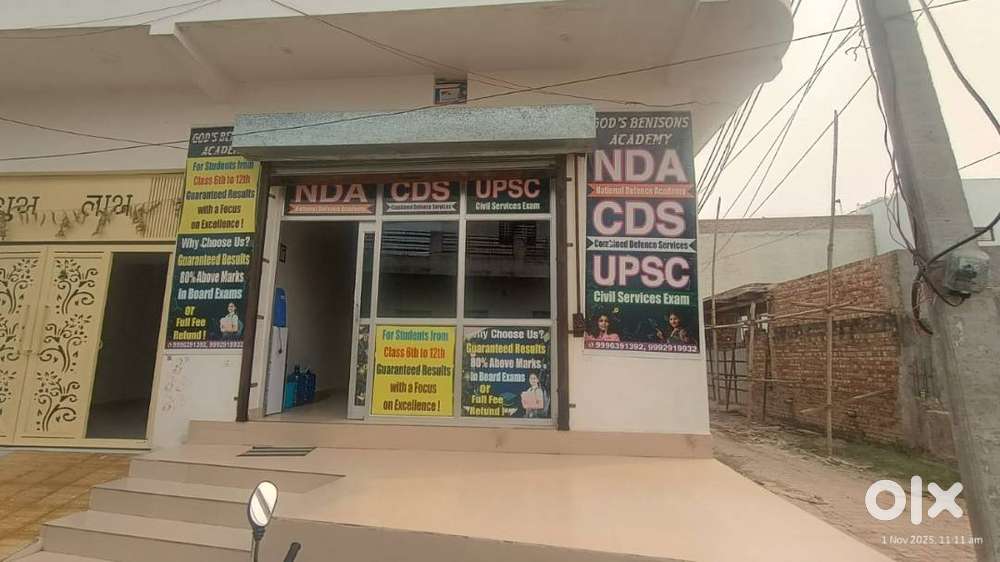 GOD'S BENISONS
ACADEMY
For Students from
Class 6th to 12th
Guaranteed Results
with a Focus
on Excellence !
Why Choose Us?
Guaranteed Results
80% Above Marks
in Board Exams
or
Full Fee
Refund !
9996391392, 9992919932
NDA
National Defence Academy
CDS
Combined Defence Services
UPSC
Civil Services Exam
For Students from
Class 6th to 12th
Guaranteed Results
with a Focus
on Excellence !
Why Choose Us?
Guaranteed Results
80% Above Marks
in Board Exams
or
Full Fee
Refund !
GOD'S BENISONS
ACADEMY
NDA
National Defence Academy
CDS
Combined Defence Services
UPSC
Civil Services Exam
9996391392, 9992919932
लाभ
olx
1 Nov 2025, 11:11 am